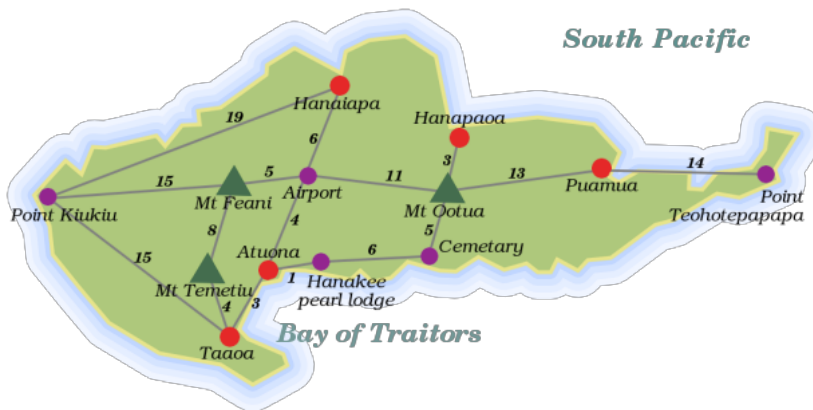 South Pacific
Hanaiapa
19
Hanapaoa
6
3
14
13
5
11
15
Airport
Puamua
Mt Feani
Point
Mt Ootua
Point Kiukiu
Teohotepapapa
4
8
5
Cemetary
Atuona
6
15
1
Hanakee
Mt Temetiu
pearl lodge
4
3
Bay of Traitors
Taaoa